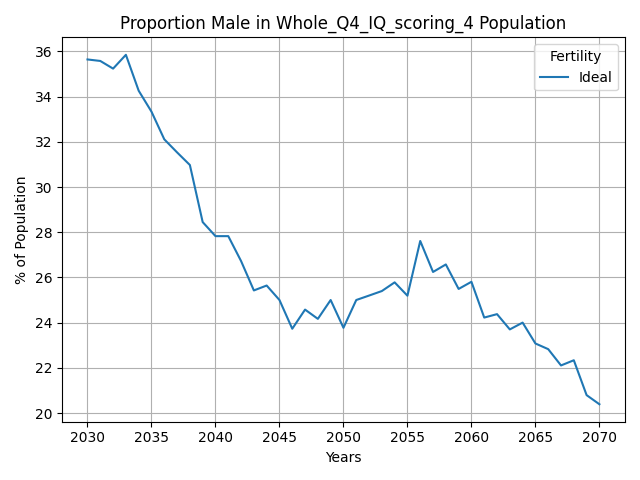 Proportion Male in Whole_Q4_IQ_scoring_4 Population
Fertility
Ideal
% of Population
36
34
32
30
28
26
24
22
20
2030 2035 2040 2045 2050 2055 2060 2065 2070
Years